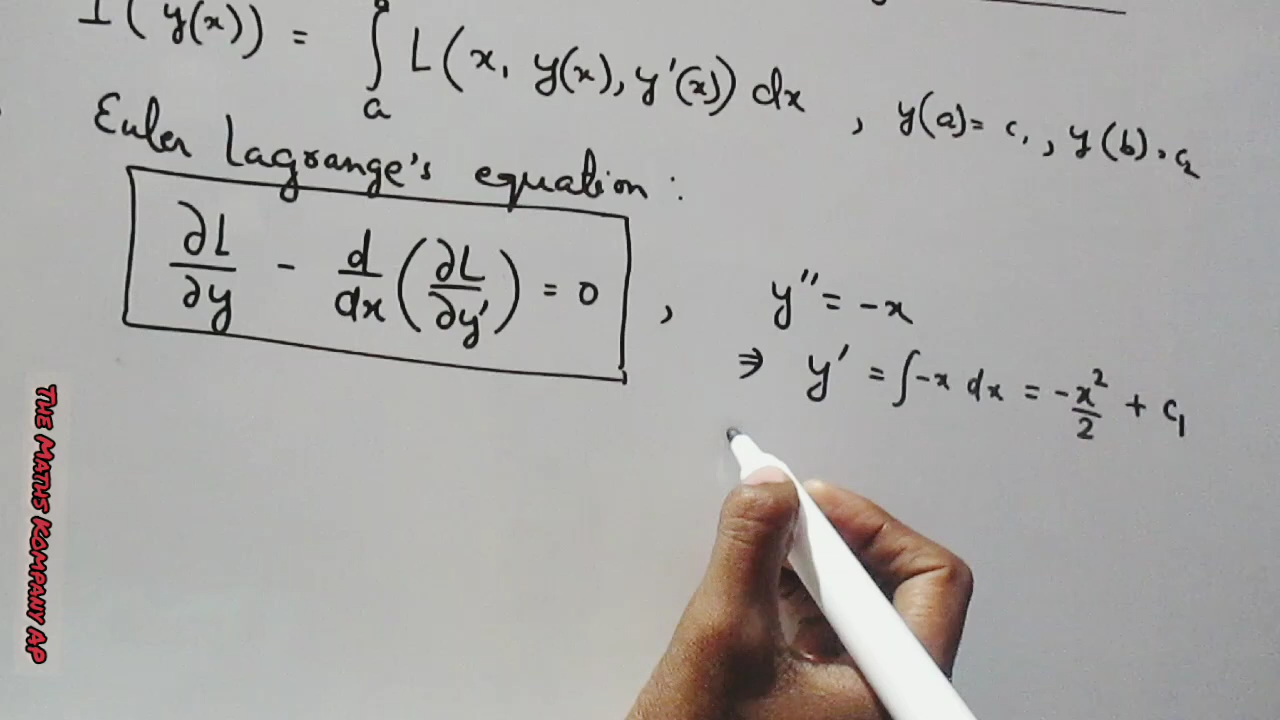 I(y(x)) = ∫ₐ L(x, y(x), y'(x)) dx , y(a) = c₁ , y(b) = c₂
Euler Lagrange's equation :
∂L/∂y - d/dx (∂L/∂y') = 0 , y'' = -x
⇒ y' = ∫-x dx = -x²/2 + c₁
THE MATHS KOMPANY AP